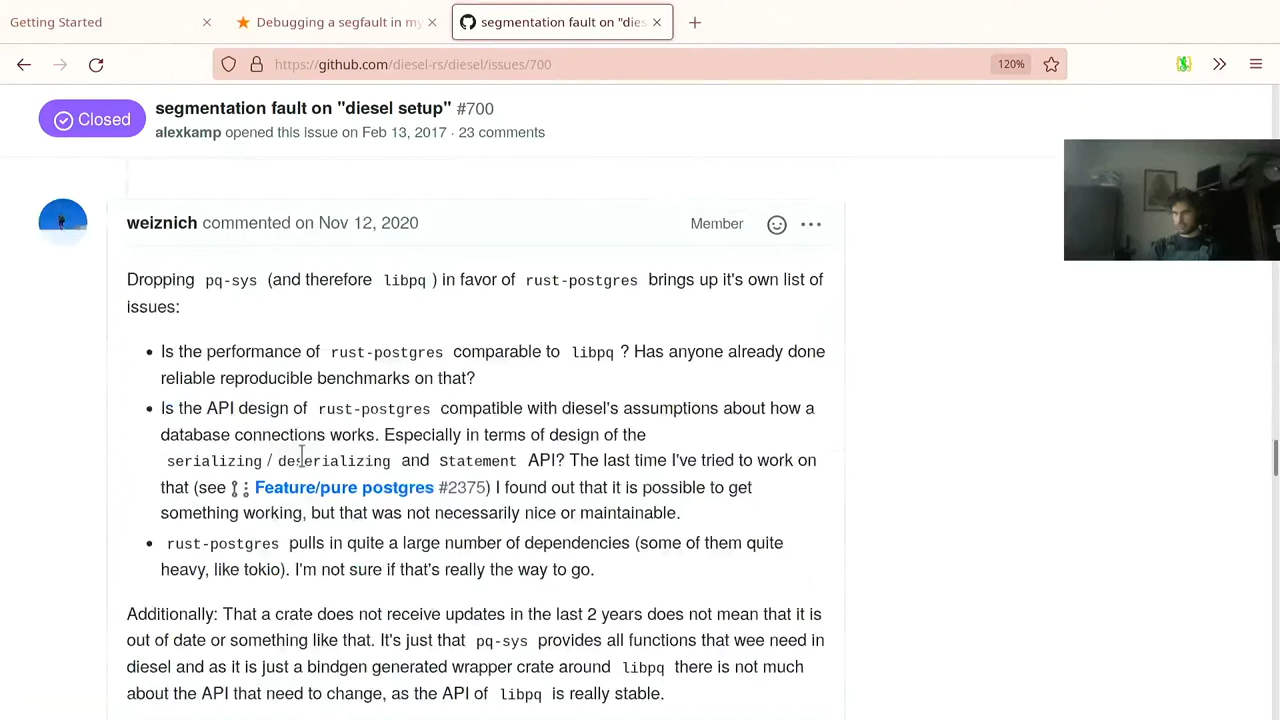 Getting Started
Debugging a segfault in my
segmentation fault on "dies
https://github.com/diesel-rs/diesel/issues/700
120%
Closed
segmentation fault on "diesel setup" #700
alexkamp opened this issue on Feb 13, 2017 · 23 comments
weiznich commented on Nov 12, 2020
Member
Dropping pq-sys (and therefore libpq ) in favor of rust-postgres brings up it's own list of
issues:
• Is the performance of rust-postgres comparable to libpq ? Has anyone already done
reliable reproducible benchmarks on that?
• Is the API design of rust-postgres compatible with diesel's assumptions about how a
database connections works. Especially in terms of design of the
serializing / deserializing and Statement API? The last time I've tried to work on
that (see Feature/pure postgres #2375) I found out that it is possible to get
something working, but that was not necessarily nice or maintainable.
• rust-postgres pulls in quite a large number of dependencies (some of them quite
heavy, like tokio). I'm not sure if that's really the way to go.
Additionally: That a crate does not receive updates in the last 2 years does not mean that it is
out of date or something like that. It's just that pq-sys provides all functions that wee need in
diesel and as it is just a bindgen generated wrapper crate around libpq there is not much
about the API that need to change, as the API of libpq is really stable.